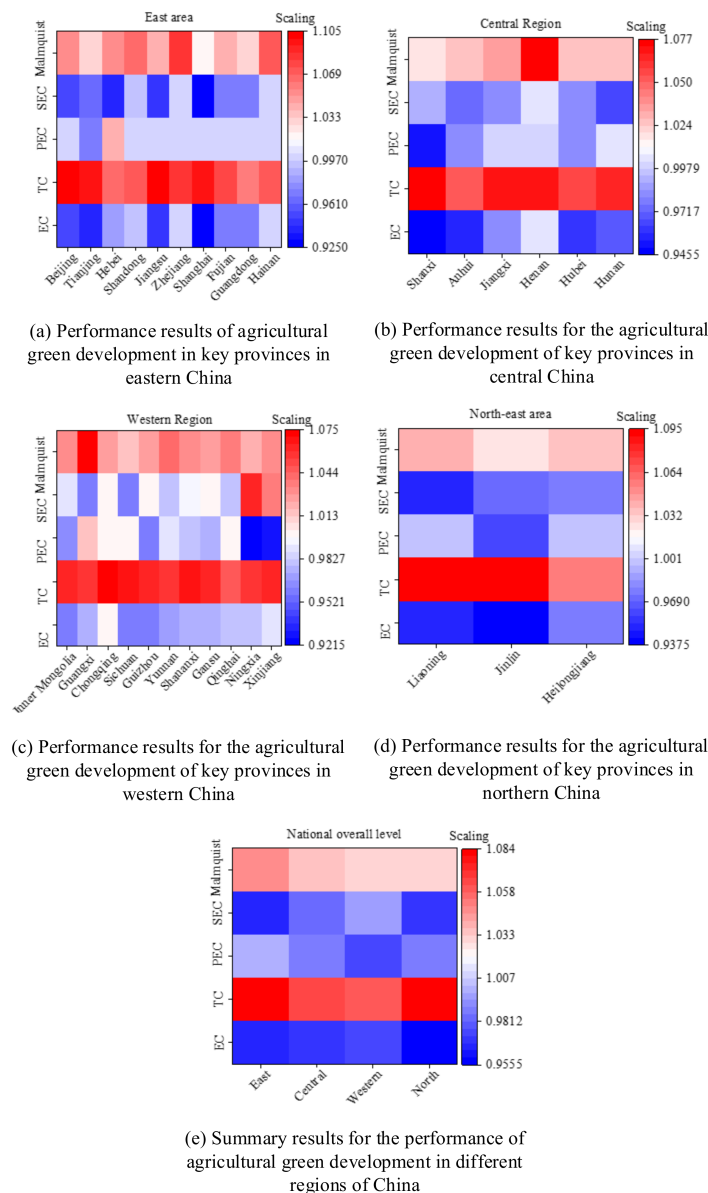 East area
Scaling
Malmquist
SEC
PEC
TC
EC
1.105
1.069
1.033
0.9970
0.9610
0.9250
Beijing
Tianjing
Hebei
Shandong
Jiangsu
Zhejiang
Shanghai
Fujian
Guangdong
Hainan
(a) Performance results of agricultural
green development in key provinces in
eastern China
Central Region
Scaling
Malmquist
SEC
PEC
TC
EC
1.077
1.050
1.024
0.9979
0.9717
0.9455
Shanxi
Anhui
Jiangxi
Henan
Hubei
Hunan
(b) Performance results for the agricultural
green development of key provinces in
central China
Western Region
Scaling
Malmquist
SEC
PEC
TC
EC
1.075
1.044
1.013
0.9827
0.9521
0.9215
Inner Mongolia
Guangxi
Chongqing
Sichuan
Guizhou
Yunnan
Shananxi
Gansu
Qinghai
Ningxia
Xinjiang
(c) Performance results for the agricultural
green development of key provinces in
western China
North-east area
Scaling
Malmquist
SEC
PEC
TC
EC
1.095
1.064
1.032
1.001
0.9690
0.9375
Liaoning
Jinlin
Heilongjiang
(d) Performance results for the agricultural
green development of key provinces in
northern China
National overall level
Scaling
Malmquist
SEC
PEC
TC
EC
1.084
1.058
1.033
1.007
0.9812
0.9555
East
Central
Western
North
(e) Summary results for the performance of
agricultural green development in different
regions of China